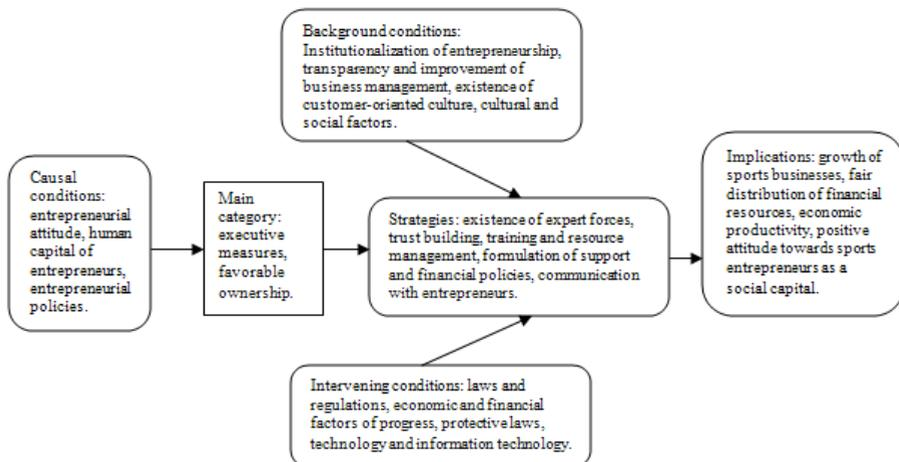 Background conditions:
Institutionalization of entrepreneurship,
transparency and improvement of
business management, existence of
customer-oriented culture, cultural and
social factors.
Causal
conditions:
entrepreneurial
attitude, human
capital of
entrepreneurs,
entrepreneurial
policies.
Main
category:
executive
measures,
favorable
ownership.
Strategies: existence of expert forces,
trust building, training and resource
management, formulation of support
and financial policies, communication
with entrepreneurs.
Implications: growth of
sports businesses, fair
distribution of financial
resources, economic
productivity, positive
attitude towards sports
entrepreneurs as a
social capital.
Intervening conditions: laws and
regulations, economic and financial
factors of progress, protective laws,
technology and information technology.